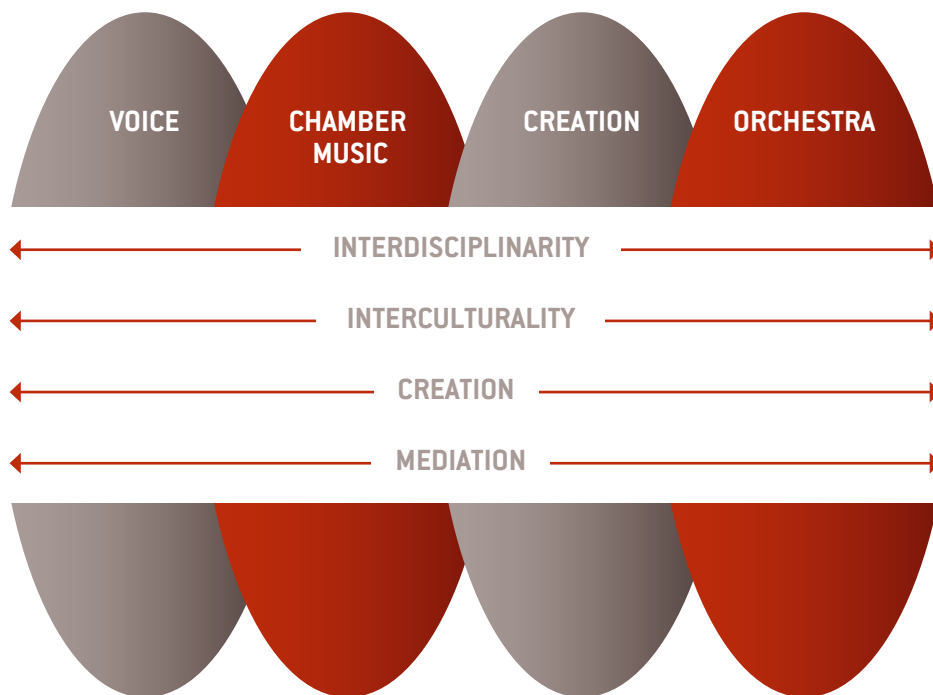 VOICE
CHAMBER
MUSIC
CREATION
ORCHESTRA
INTERDISCIPLINARITY
INTERCULTURALITY
CREATION
MEDIATION